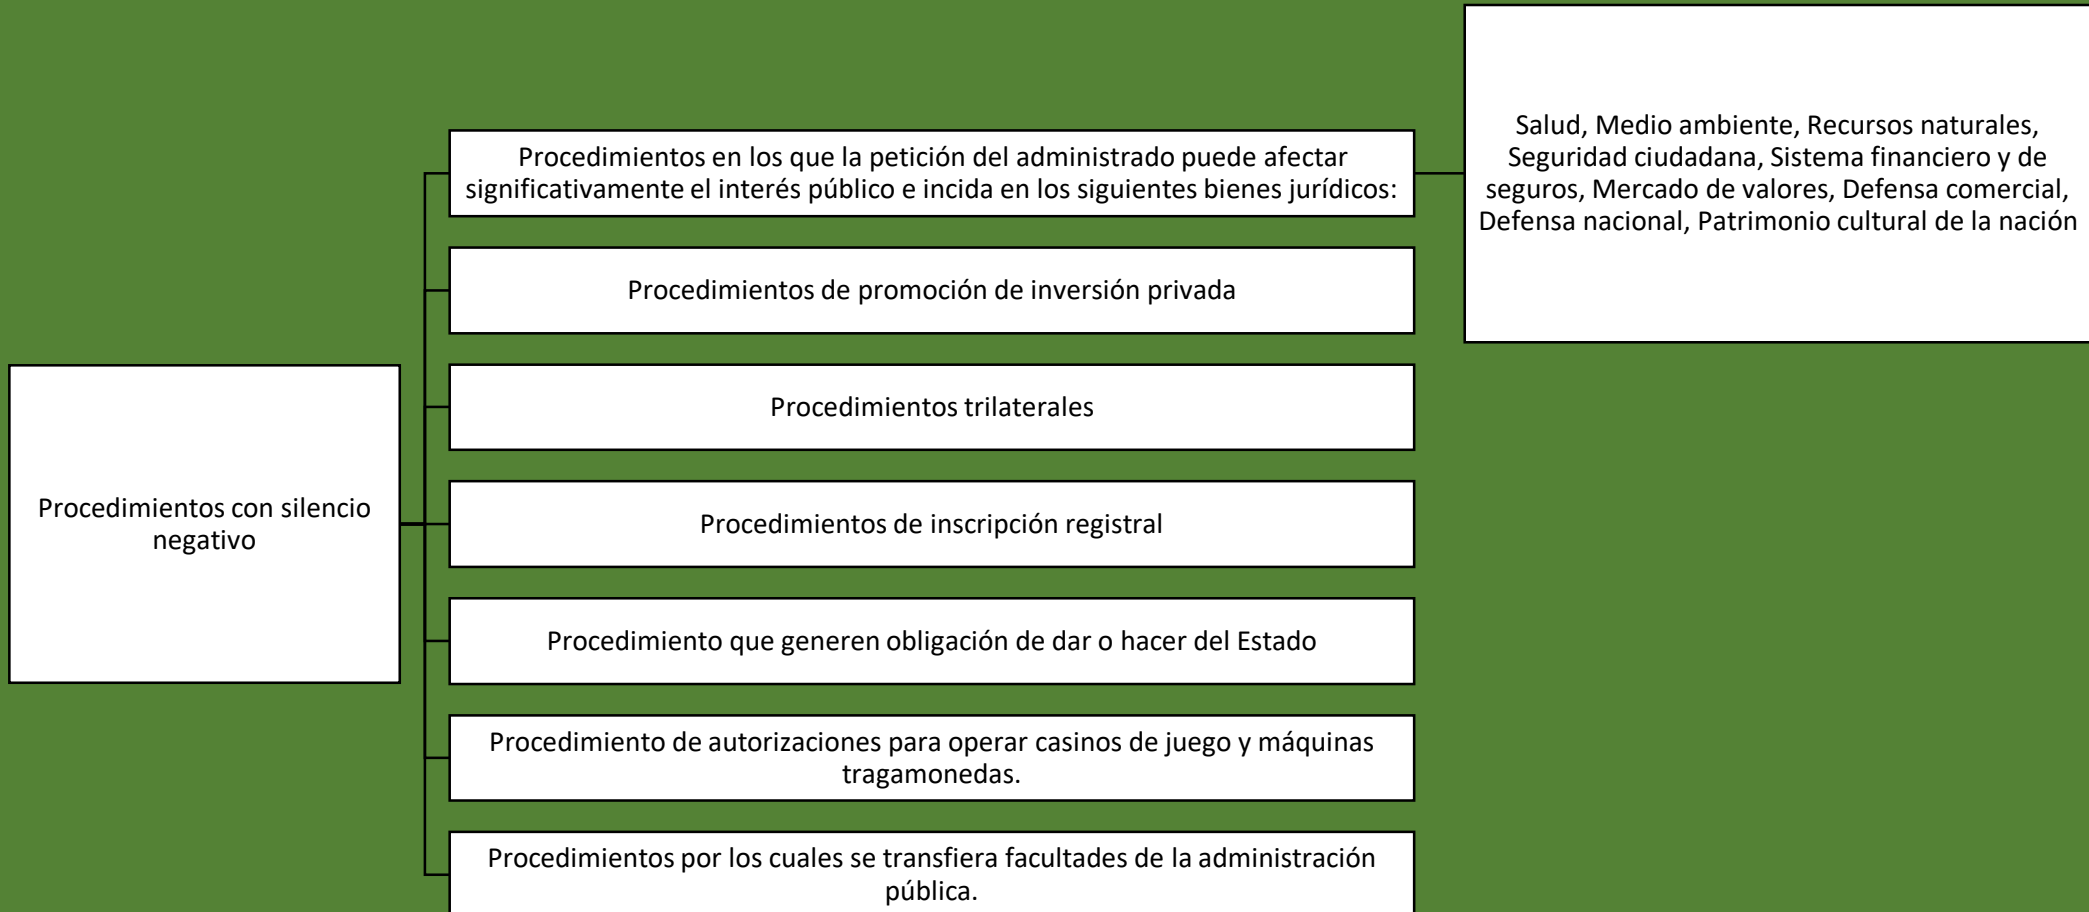 Procedimientos con silencio
negativo
Procedimientos en los que la petición del administrado puede afectar
significativamente el interés público e incida en los siguientes bienes jurídicos:
Salud, Medio ambiente, Recursos naturales,
Seguridad ciudadana, Sistema financiero y de
seguros, Mercado de valores, Defensa comercial,
Defensa nacional, Patrimonio cultural de la nación
Procedimientos de promoción de inversión privada
Procedimientos trilaterales
Procedimientos de inscripción registral
Procedimiento que generen obligación de dar o hacer del Estado
Procedimiento de autorizaciones para operar casinos de juego y máquinas
tragamonedas.
Procedimientos por los cuales se transfiera facultades de la administración
pública.